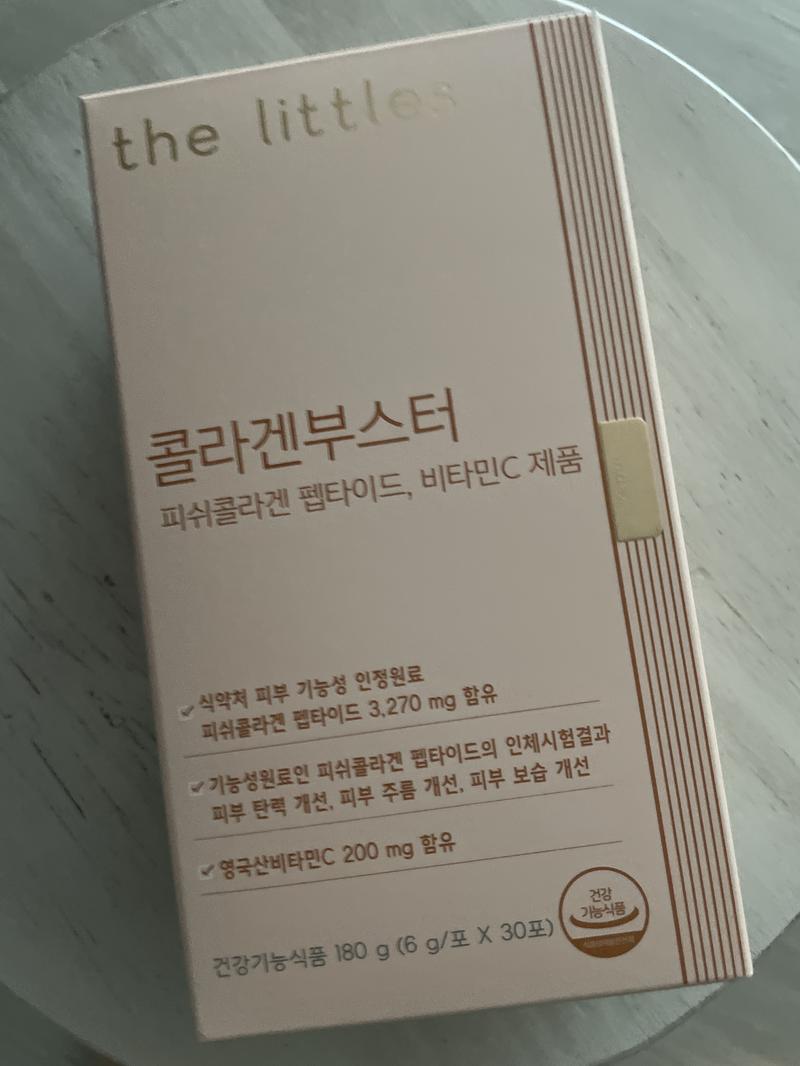 the littles
콜라겐부스터
피쉬콜라겐 펩타이드, 비타민C 제품
식약처 피부 기능성 인정원료
피쉬콜라겐 펩타이드 3,270 mg 함유
기능성원료인 피쉬콜라겐 펩타이드의 인체시험결과
피부 탄력 개선, 피부 주름 개선, 피부 보습 개선
영국산비타민C 200 mg 함유
건강기능식품 180 g (6 g/포 X 30포)
건강
기능식품